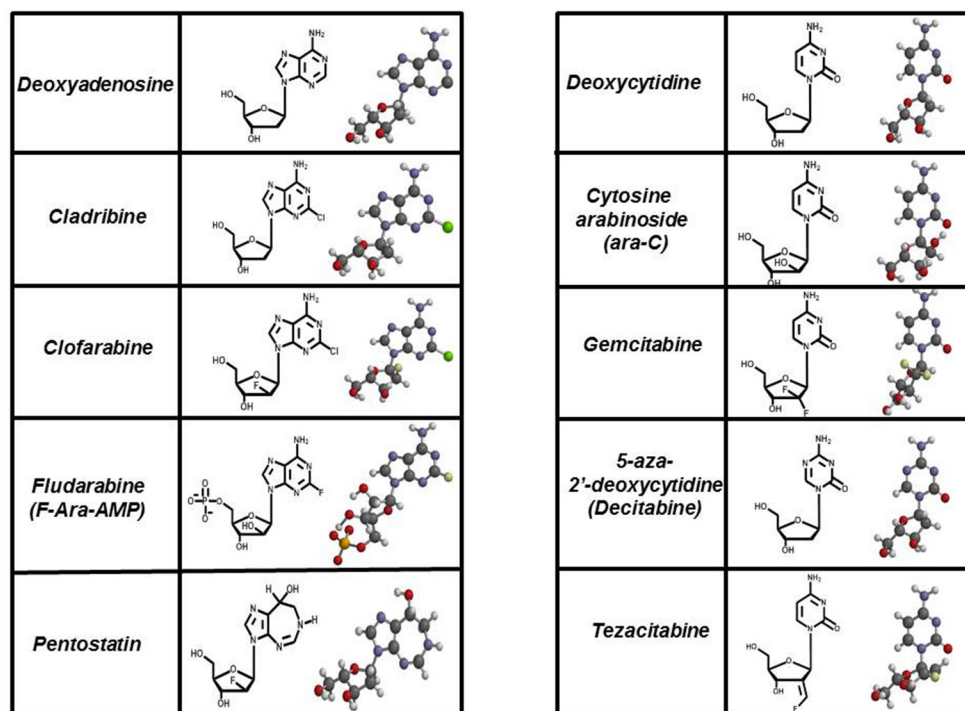 Deoxyadenosine
NH₂
N N
N N
HO O
OH
Cladribine
NH₂
N N
N N Cl
HO O
OH
Clofarabine
NH₂
N N
N N Cl
HO O
F
OH
Fludarabine
(F-Ara-AMP)
NH₂
N N
N N F
O
⁻O P O O
O⁻ HO
OH
Pentostatin
H OH
N N H
N N
HO O
F
OH
Deoxycytidine
NH₂
N
N O
HO O
OH
Cytosine
arabinoside
(ara-C)
NH₂
N
N O
HO O
HO
OH
Gemcitabine
NH₂
N
N O
HO O
F
OH F
5-aza-
2'-deoxycytidine
(Decitabine)
NH₂
N N
N O
HO O
OH
Tezacitabine
NH₂
N
N O
HO O
OH
F